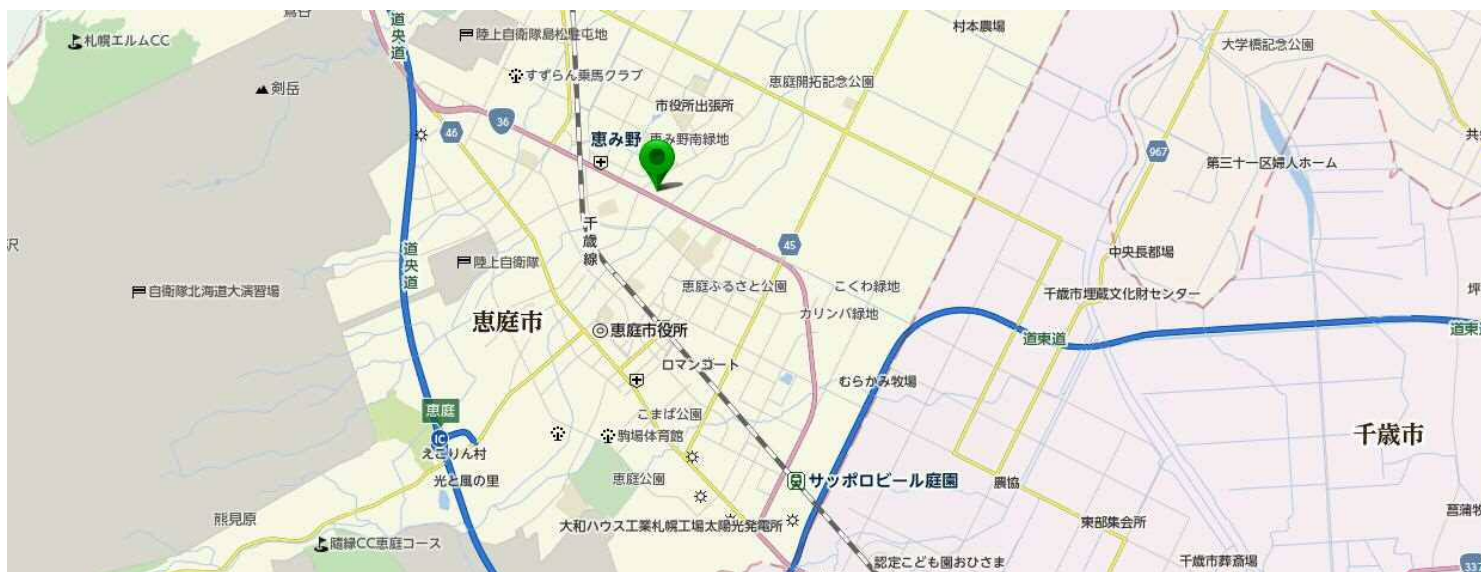 道央道
札幌エルムCC
陸上自衛隊島松駐屯地
村本農場
大学橋記念公園
剣岳
すずらん乗馬クラブ
恵庭開拓記念公園
市役所出張所
36
46
恵み野
恵み野南緑地
967
第三十一区婦人ホーム
千歳線
45
道央道
陸上自衛隊
中央長都場
自衛隊北海道大演習場
恵庭ふるさと公園
こくわ緑地
千歳市埋蔵文化財センター
カリンバ緑地
恵庭市
恵庭市役所
道東道
ロマンコート
むらかみ牧場
恵庭
こまば公園
駒場体育館
千歳市
IC
えこりん村
光と風の里
恵庭公園
サッポロビール庭園
農協
熊見原
大和ハウス工業札幌工場太陽光発電所
東部集会所
隨縁CC恵庭コース
認定こども園おひさま
千歳市葬斎場
337